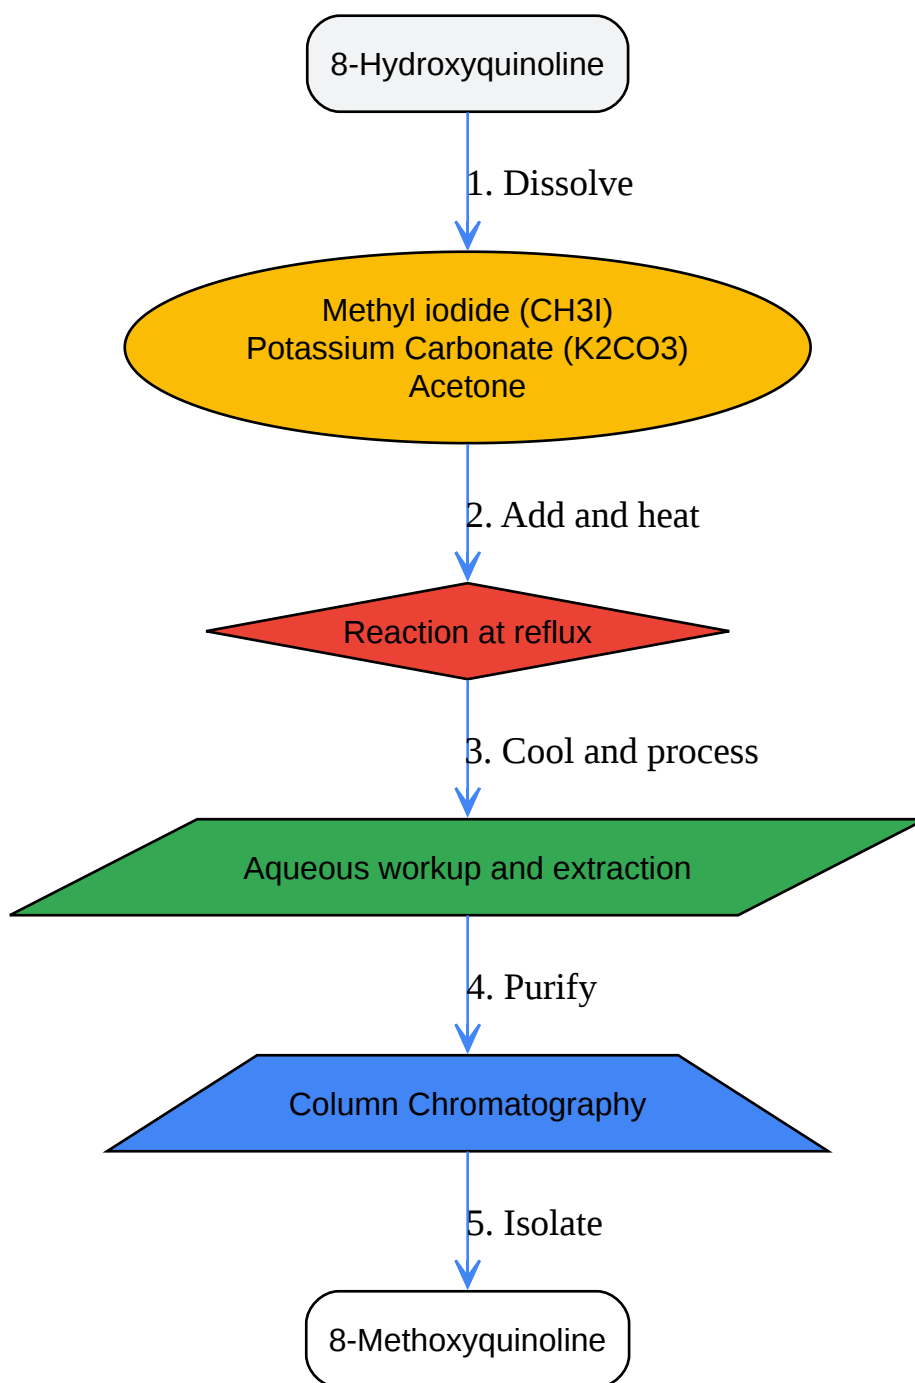 8-Hydroxyquinoline
1. Dissolve
Methyl iodide (CH3I)
Potassium Carbonate (K2CO3)
Acetone
2. Add and heat
Reaction at reflux
3. Cool and process
Aqueous workup and extraction
4. Purify
Column Chromatography
5. Isolate
8-Methoxyquinoline